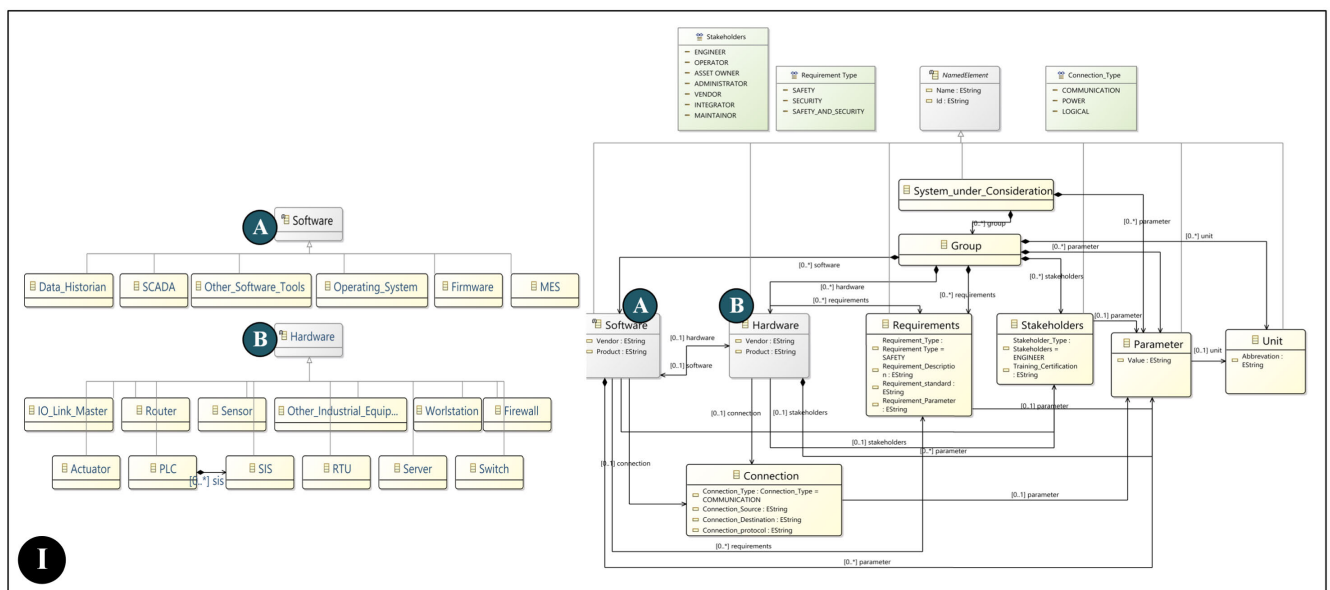 Stakeholders
ENGINEER
OPERATOR
ASSET OWNER
ADMINISTRATOR
VENDOR
INTEGRATOR
MAINTAINOR
Requirement Type
SAFETY
SECURITY
SAFETY_AND_SECURITY
NamedElement
Name : EString
Id : EString
Connection_Type
COMMUNICATION
POWER
LOGICAL
A
Software
Data_Historian
SCADA
Other_Software_Tools
Operating_System
Firmware
MES
B
Hardware
IO_Link_Master
Router
Sensor
Other_Industrial_Equip...
Worlstation
Firewall
Actuator
PLC
[0..*] sis
SIS
RTU
Server
Switch
I
System_under_Consideration
[0..*] group
[0..*] parameter
Group
[0..*] unit
[0..*] parameter
[0..*] software
[0..*] stakeholders
[0..*] hardware
[0..*] requirements
[0..*] requirements
A
Software
Vendor : EString
Product : EString
[0..1] hardware
[0..1] software
B
Hardware
Vendor : EString
Product : EString
Requirements
Requirement_Type :
Requirement Type =
SAFETY
Requirement_Descriptio
n : EString
Requirement_standard :
EString
Requirement_Parameter
: EString
Stakeholders
Stakeholder_Type :
Stakeholders =
ENGINEER
Training_Certification
: EString
[0..1] parameter
Parameter
Value : EString
[0..1] unit
Unit
Abbrevation :
EString
[0..1] connection
[0..1] stakeholders
[0..1] parameter
[0..1] stakeholders
[0..*] parameter
[0..1] connection
Connection
Connection_Type : Connection_Type =
COMMUNICATION
Connection_Source : EString
Connection_Destination : EString
Connection_protocol : EString
[0..1] parameter
[0..*] requirements
[0..*] parameter